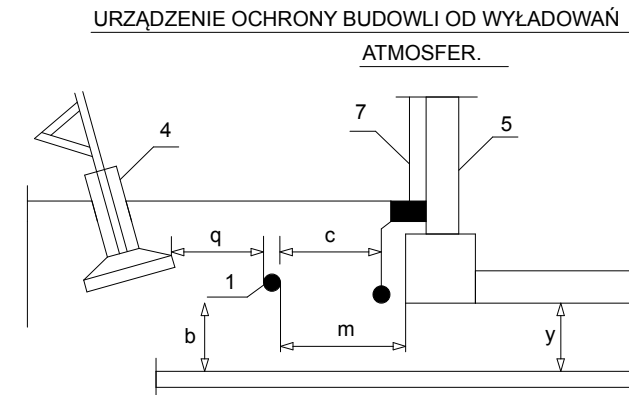 URZĄDZENIE OCHRONY BUDOWLI OD WYŁADOWAŃ
ATMOSFER.
4
7
5
q
c
1
b
m
y